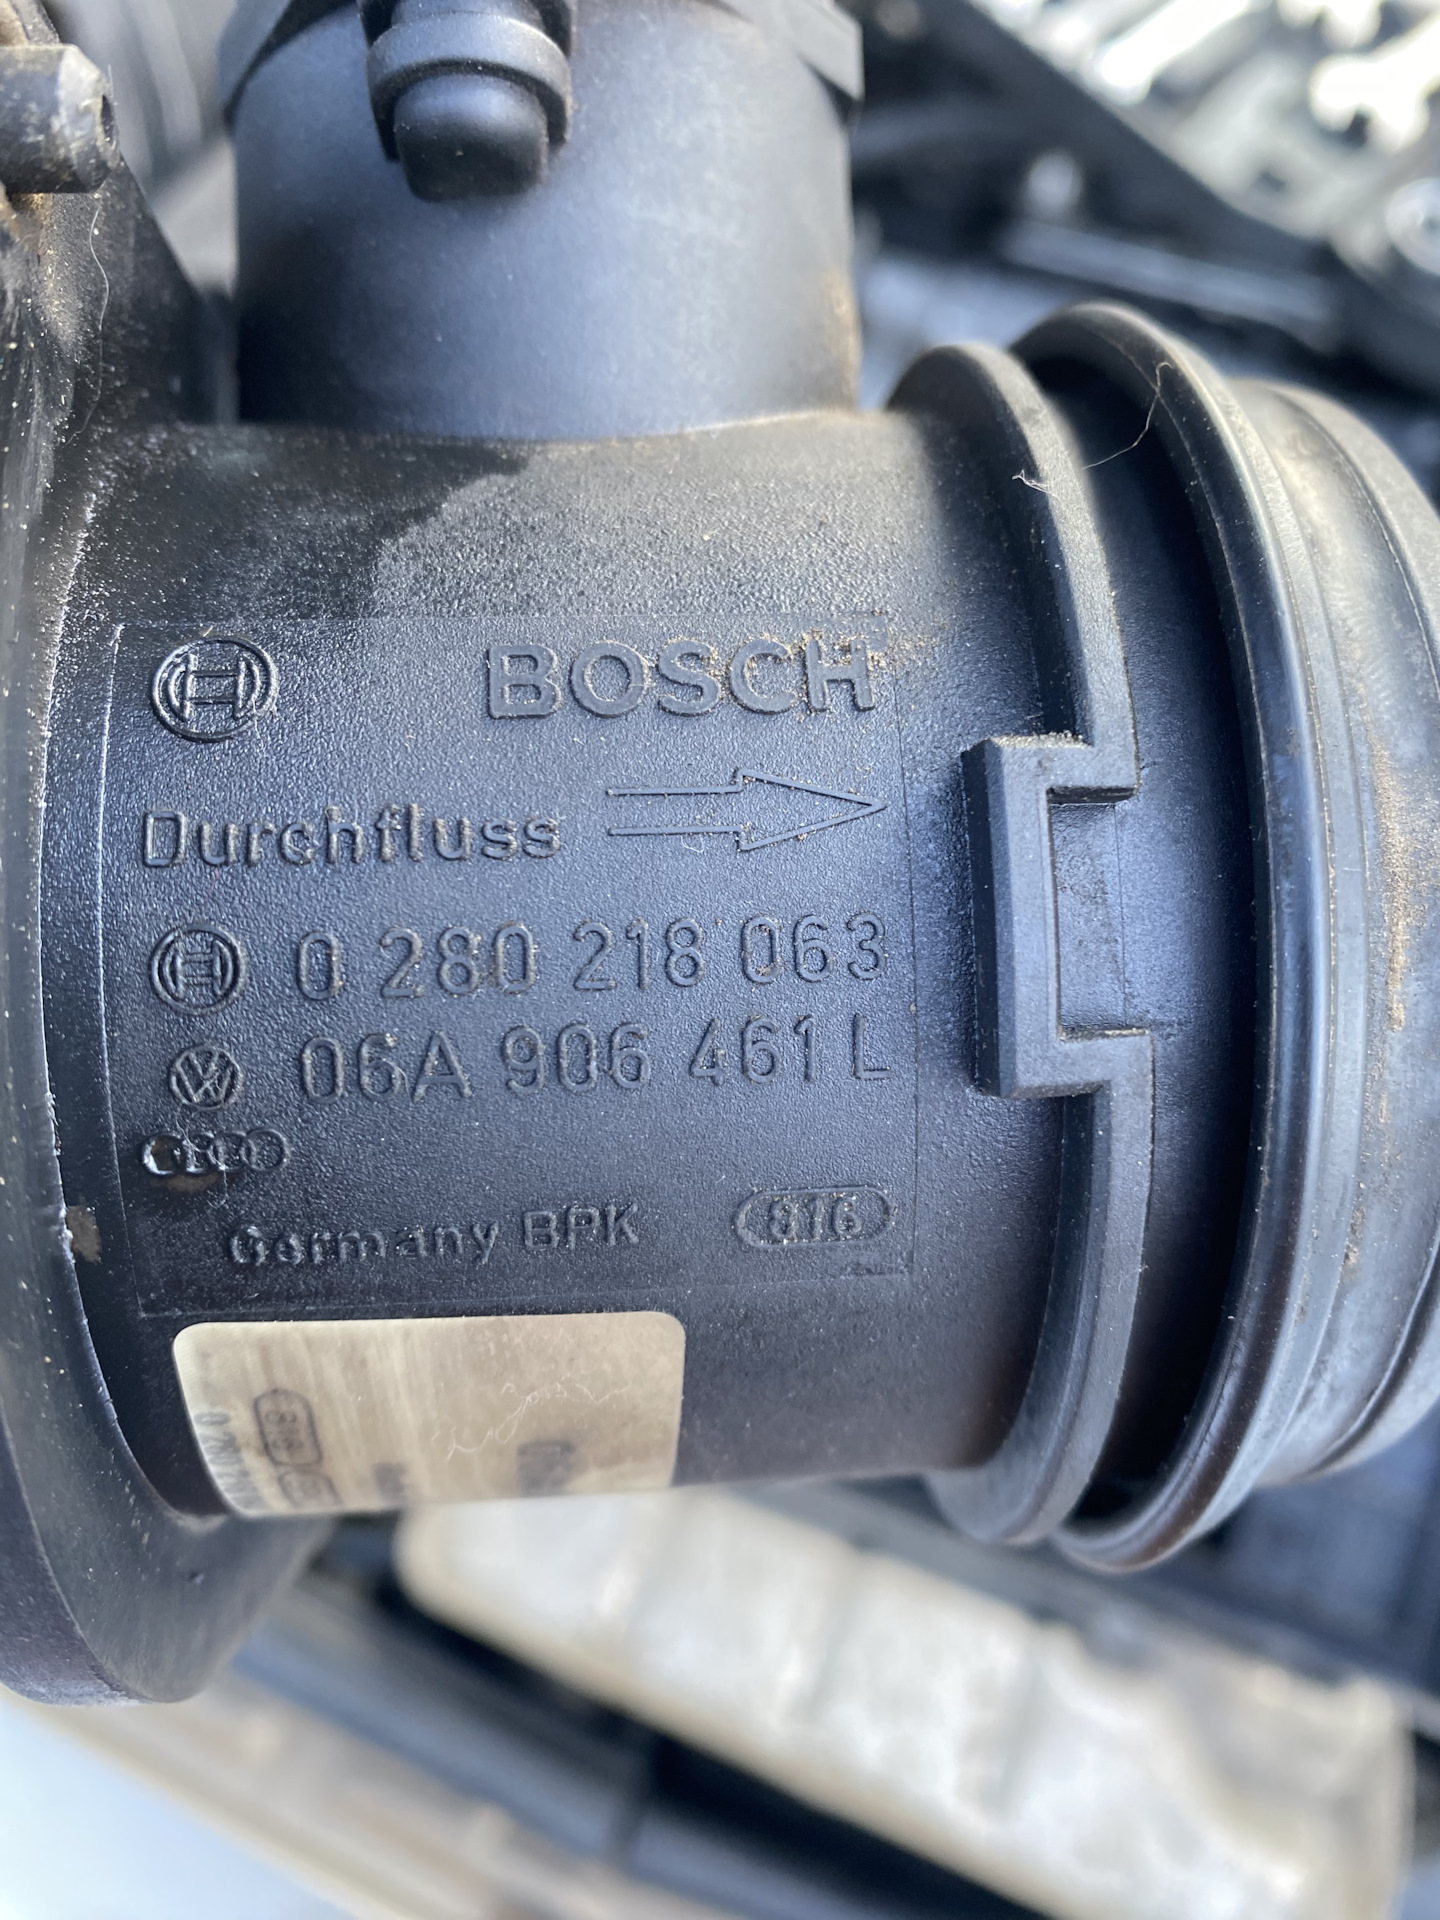 BOSCH
Durchfluss
0 280 218 063
06A 906 461 L
Germany BPK 816